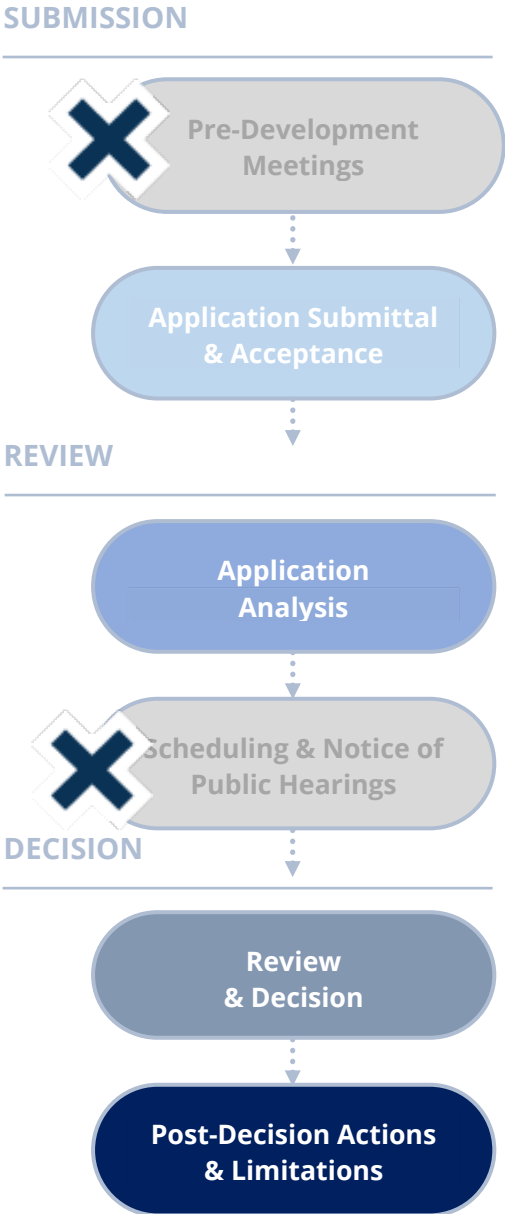 SUBMISSION
Pre-Development
Meetings
Application Submittal
& Acceptance
REVIEW
Application
Analysis
Scheduling & Notice of
Public Hearings
DECISION
Review
& Decision
Post-Decision Actions
& Limitations